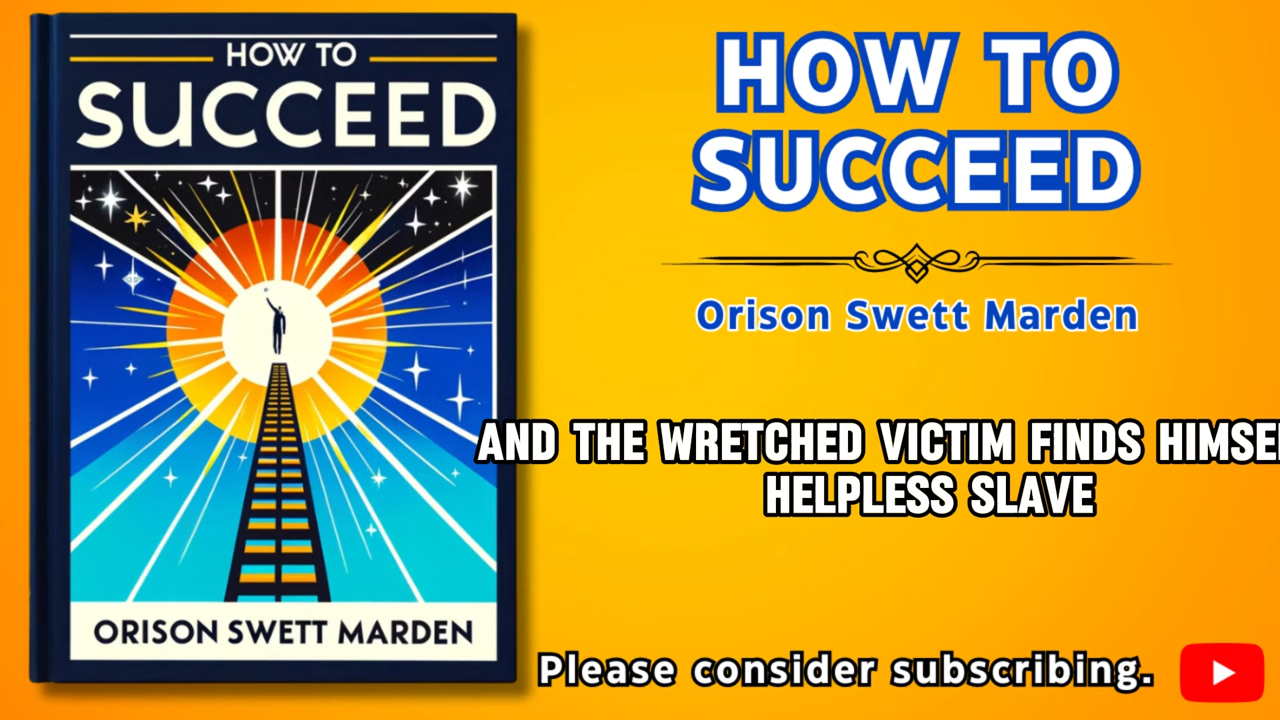 HOW TO
SUCCEED
ORISON SWETT MARDEN
HOW TO
SUCCEED
Orison Swett Marden
AND THE WRETCHED VICTIM FINDS
HELPLESS SLAVE
Please consider subscribing.